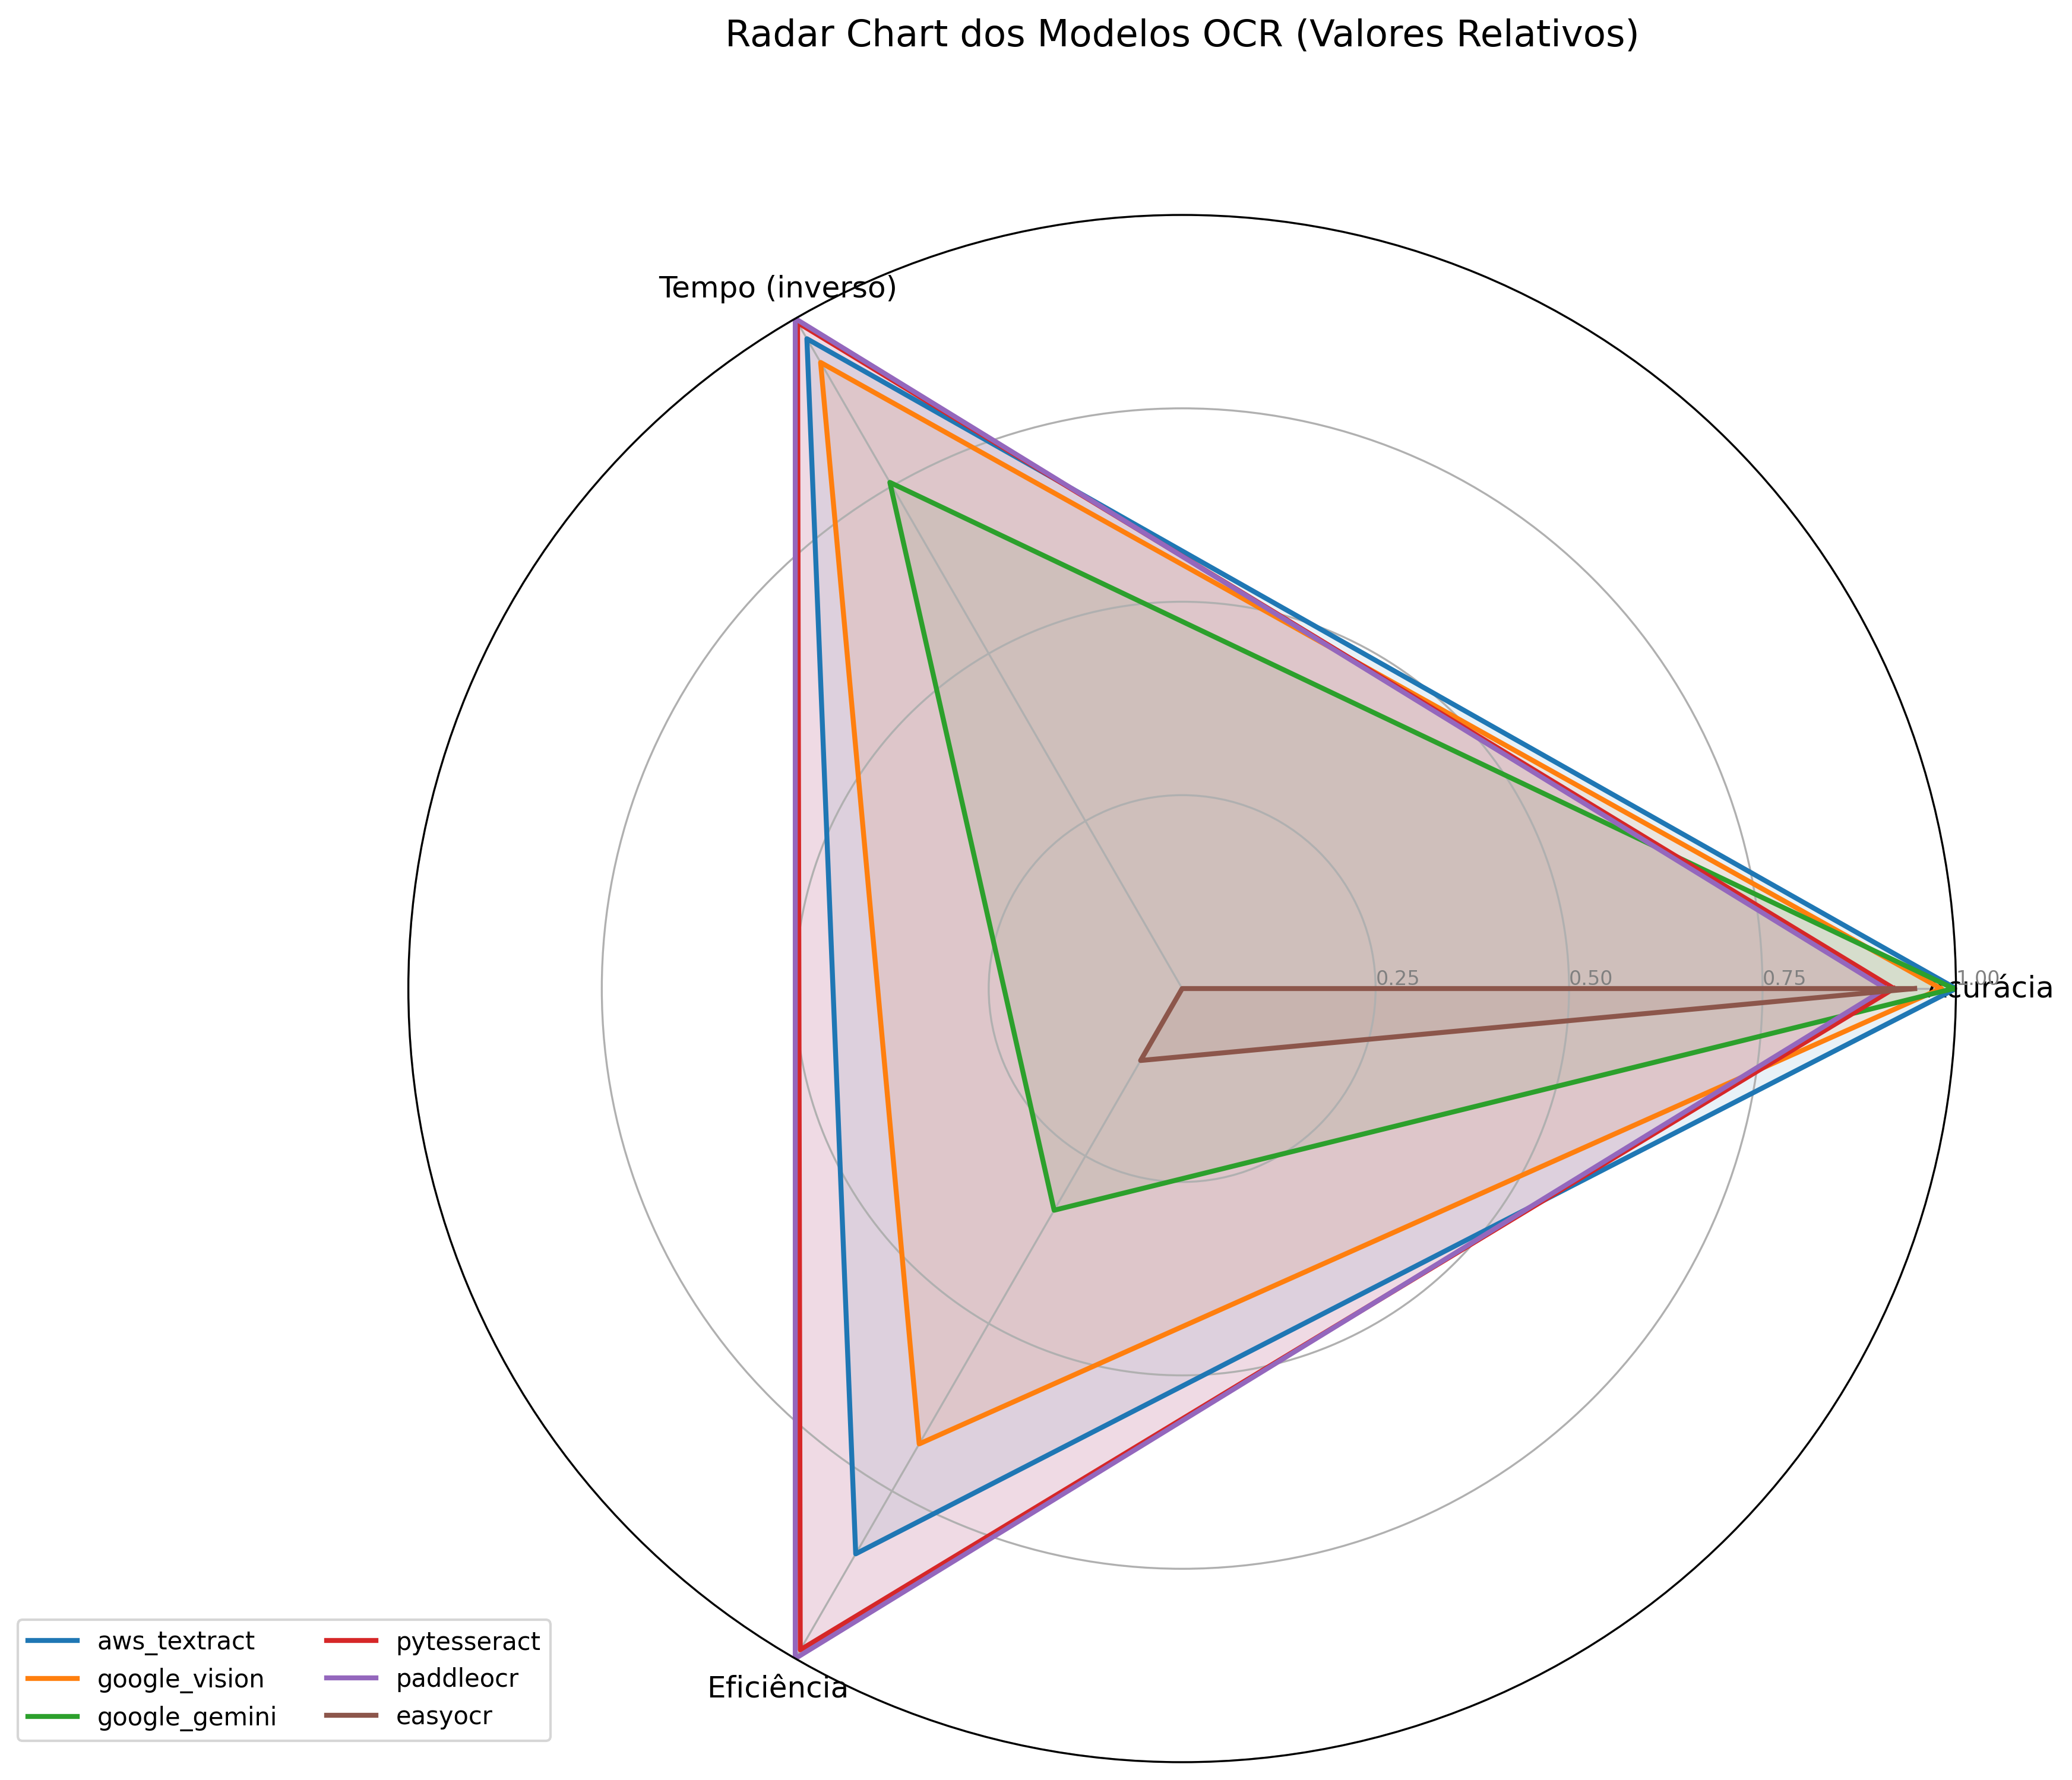 Radar Chart dos Modelos OCR (Valores Relativos)
Tempo (inverso)
0.25
0.50
0.75
1.00
Acurácia
Eficiência
aws_textract
google_vision
google_gemini
pytesseract
paddleocr
easyocr